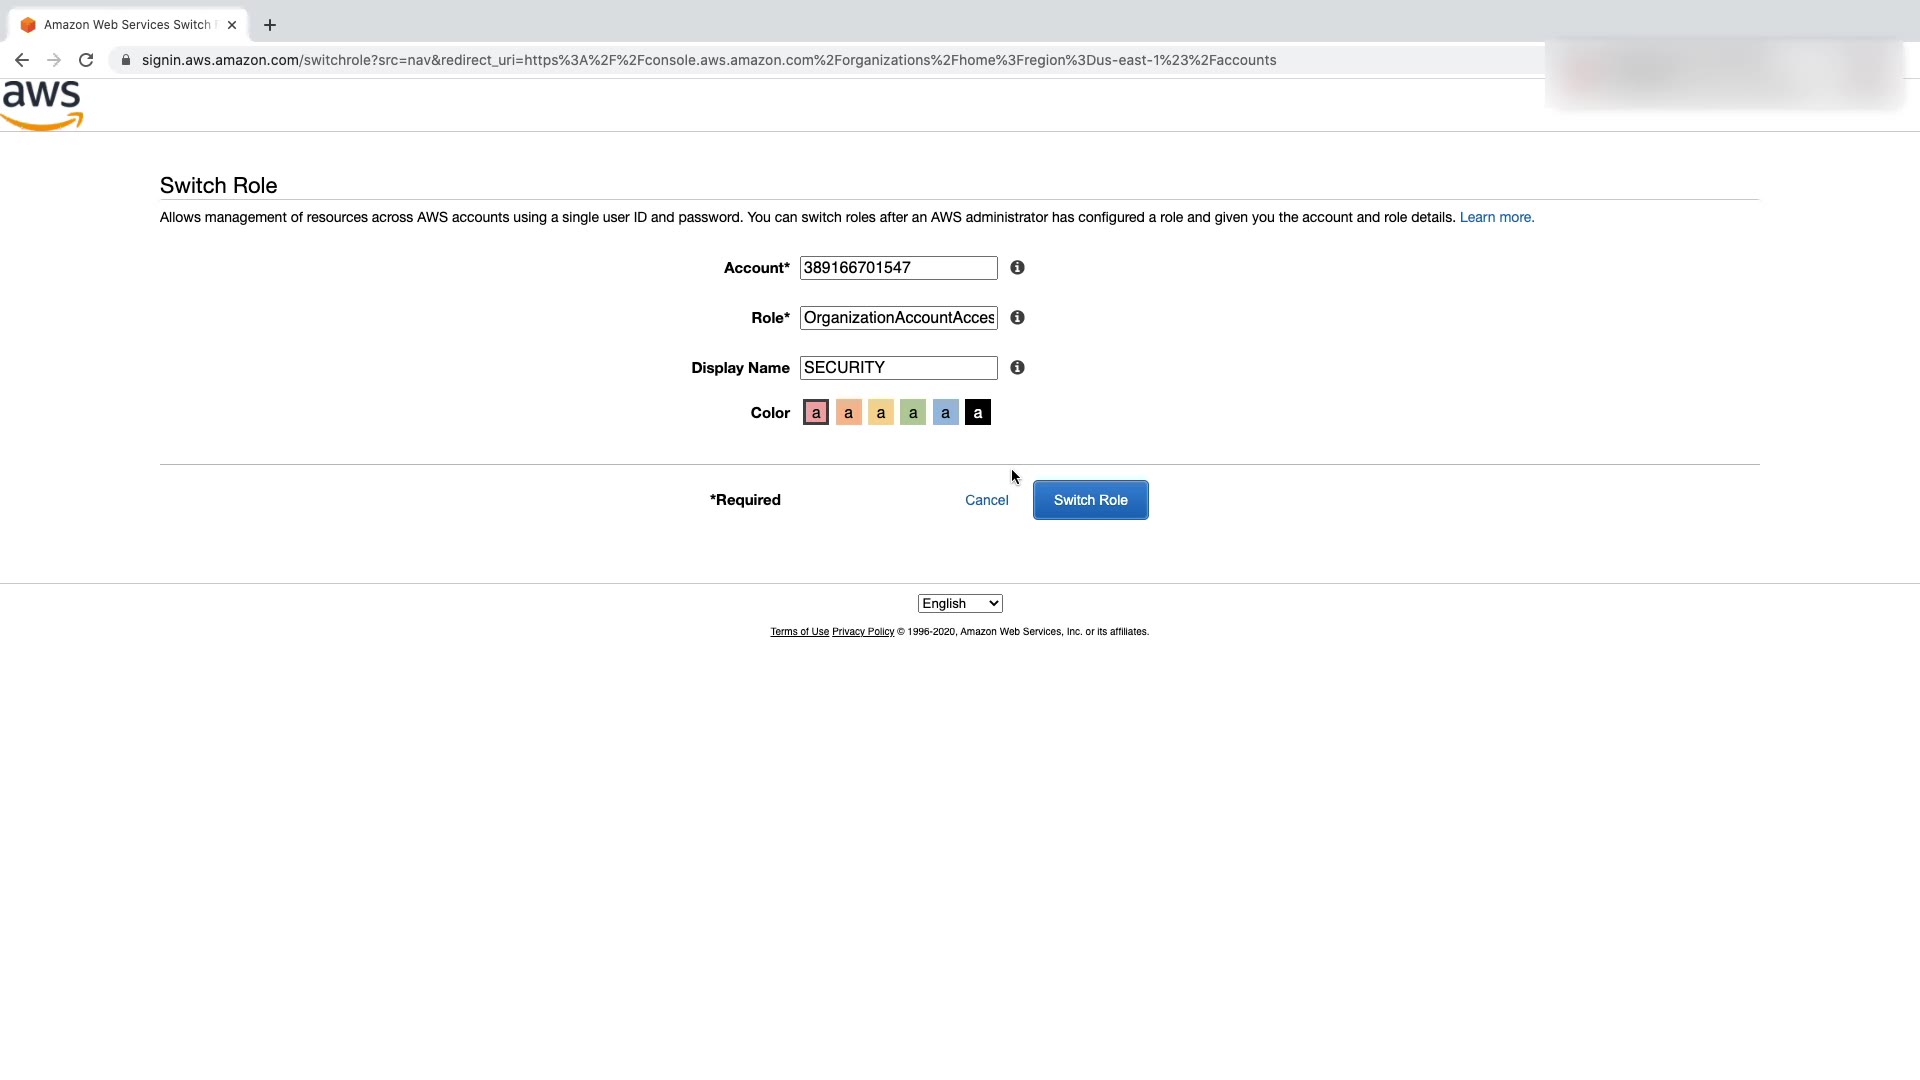 Amazon Web Services Switch
signin.aws.amazon.com/switchrole?src=nav&redirect_uri=https%3A%2F%2Fconsole.aws.amazon.com%2Forganizations%2Fhome%3Fregion%3Dus-east-1%23%2Faccounts
aws
Switch Role
Allows management of resources across AWS accounts using a single user ID and password. You can switch roles after an AWS administrator has configured a role and given you the account and role details. Learn more.
Account* 389166701547
Role* OrganizationAccountAcces
Display Name SECURITY
Color a a a a a a
*Required Cancel Switch Role
English
Terms of Use Privacy Policy © 1996-2020, Amazon Web Services, Inc. or its affiliates.